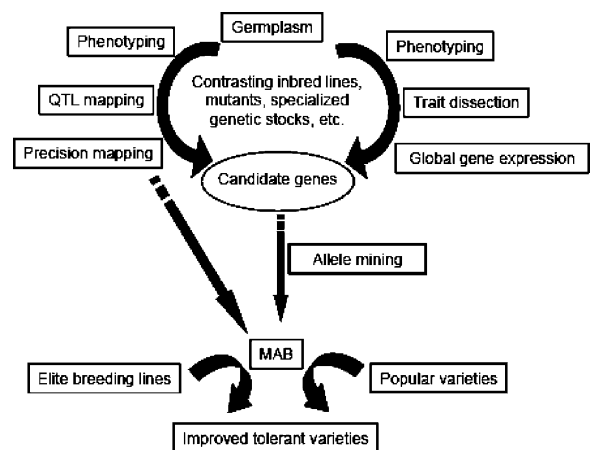 Germplasm
Phenotyping
Phenotyping
Contrasting inbred lines,
mutants, specialized
genetic stocks, etc.
QTL mapping
Trait dissection
Precision mapping
Global gene expression
Candidate genes
Allele mining
MAB
Elite breeding lines
Popular varieties
Improved tolerant varieties